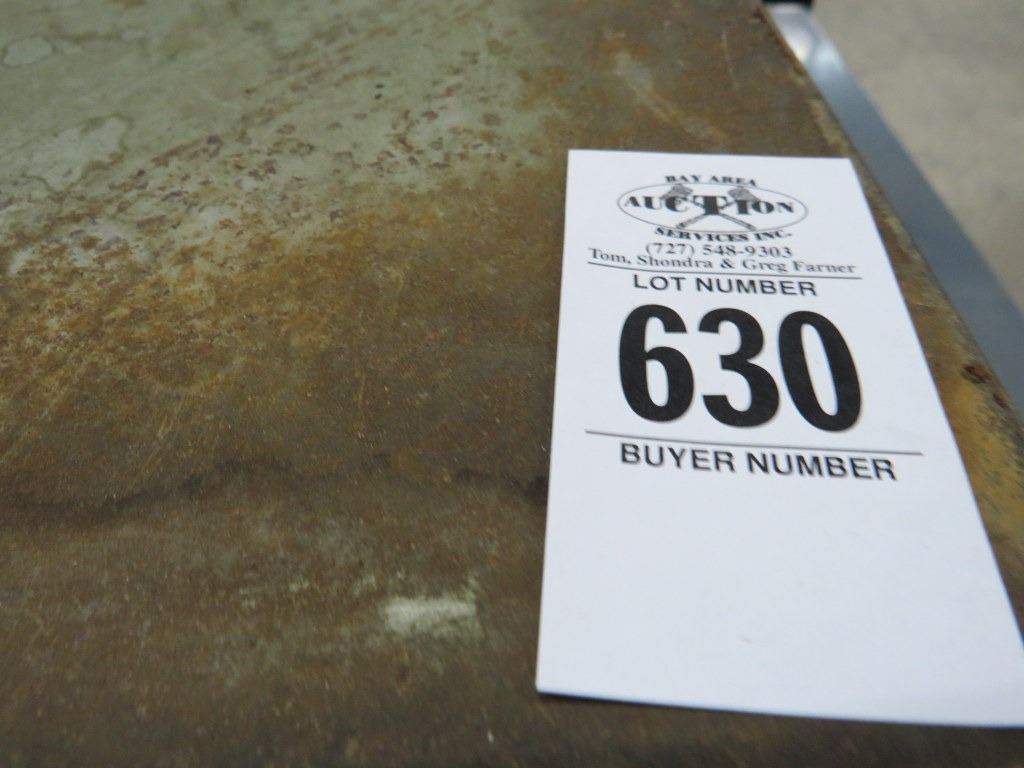 BAY AREA
AUCTION
SERVICES INC.
(727) 548-9303
Tom, Shondra & Greg Farner
LOT NUMBER
630
BUYER NUMBER